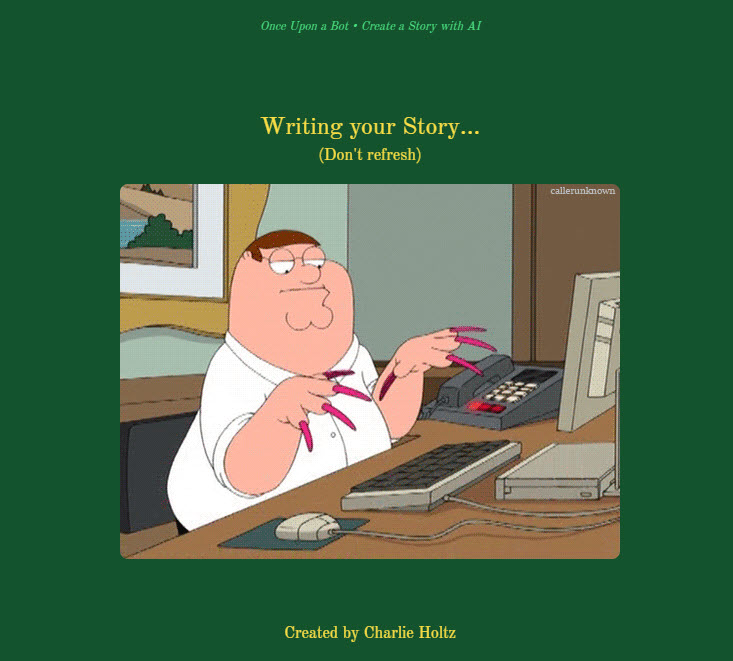 Once Upon a Bot • Create a Story with AI
Writing your Story...
(Don't refresh)
callerunknown
Created by Charlie Holtz